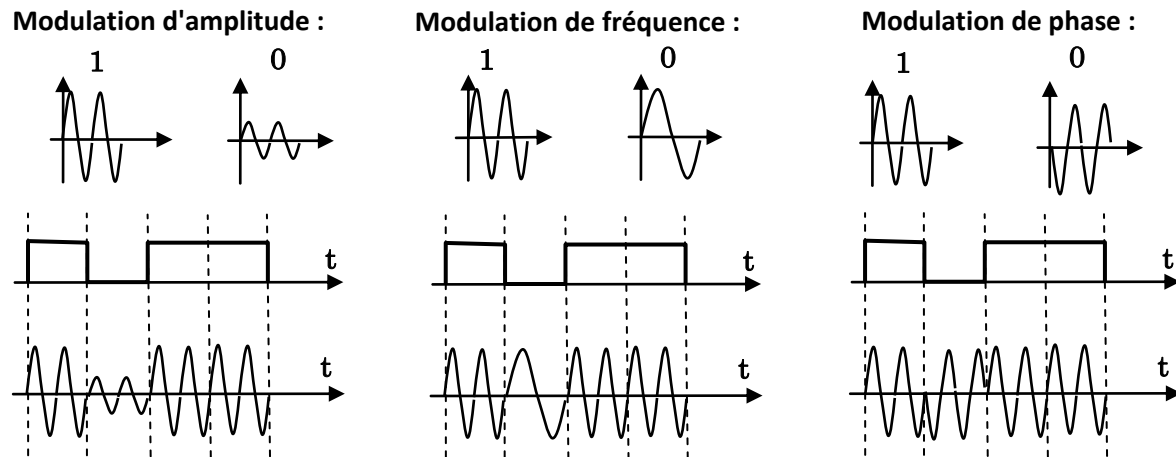 Modulation d'amplitude :
1 0
t
t
Modulation de fréquence :
1 0
t
t
Modulation de phase :
1 0
t
t